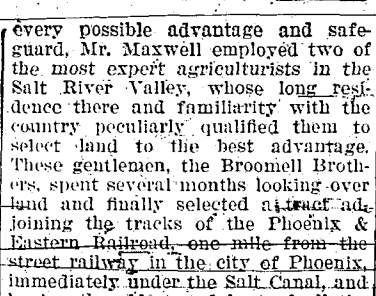 every possible advantage and safe-
guard, Mr. Maxwell employed two of
the most expert agriculturists in the
Salt River Valley, whose long resi-
dence there and familiarity with the
country peculiarly qualified them to
select land to the best advantage.
These gentlemen, the Broomell Broth-
ers, spent several months looking over
land and finally selected a tract ad-
joining the tracks of the Phoenix &
Eastern Railroad, one mile from the
street railway in the city of Phoenix,
immediately under the Salt Canal, and